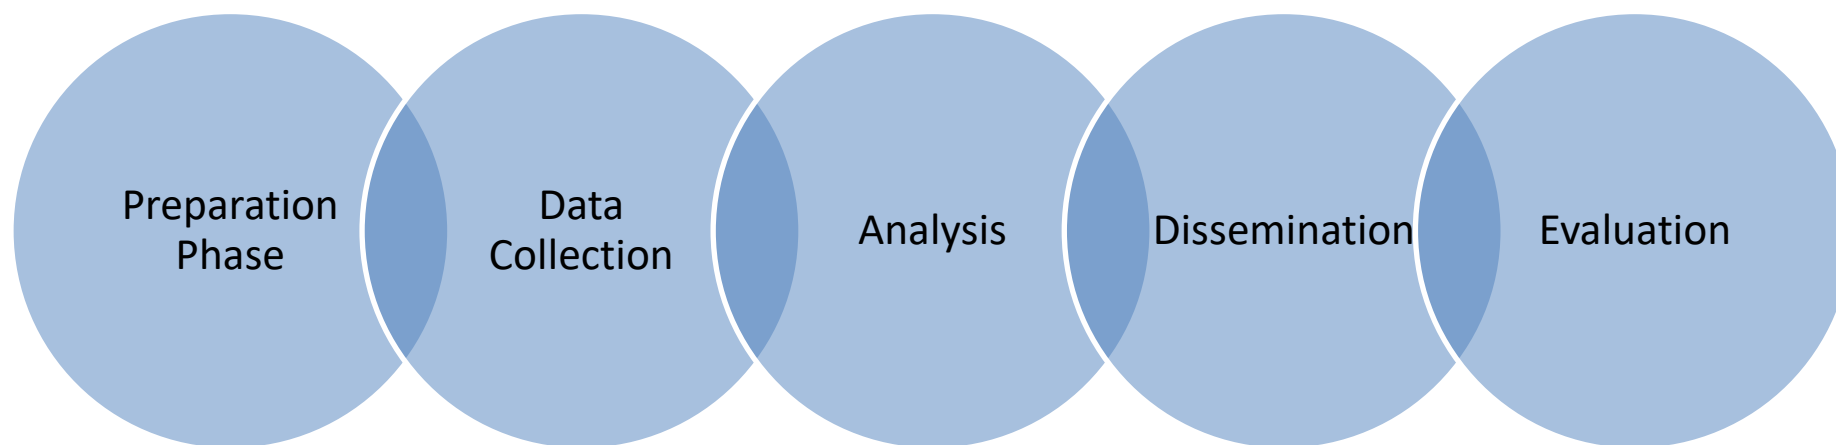 Preparation
Phase
Data
Collection
Analysis
Dissemination
Evaluation